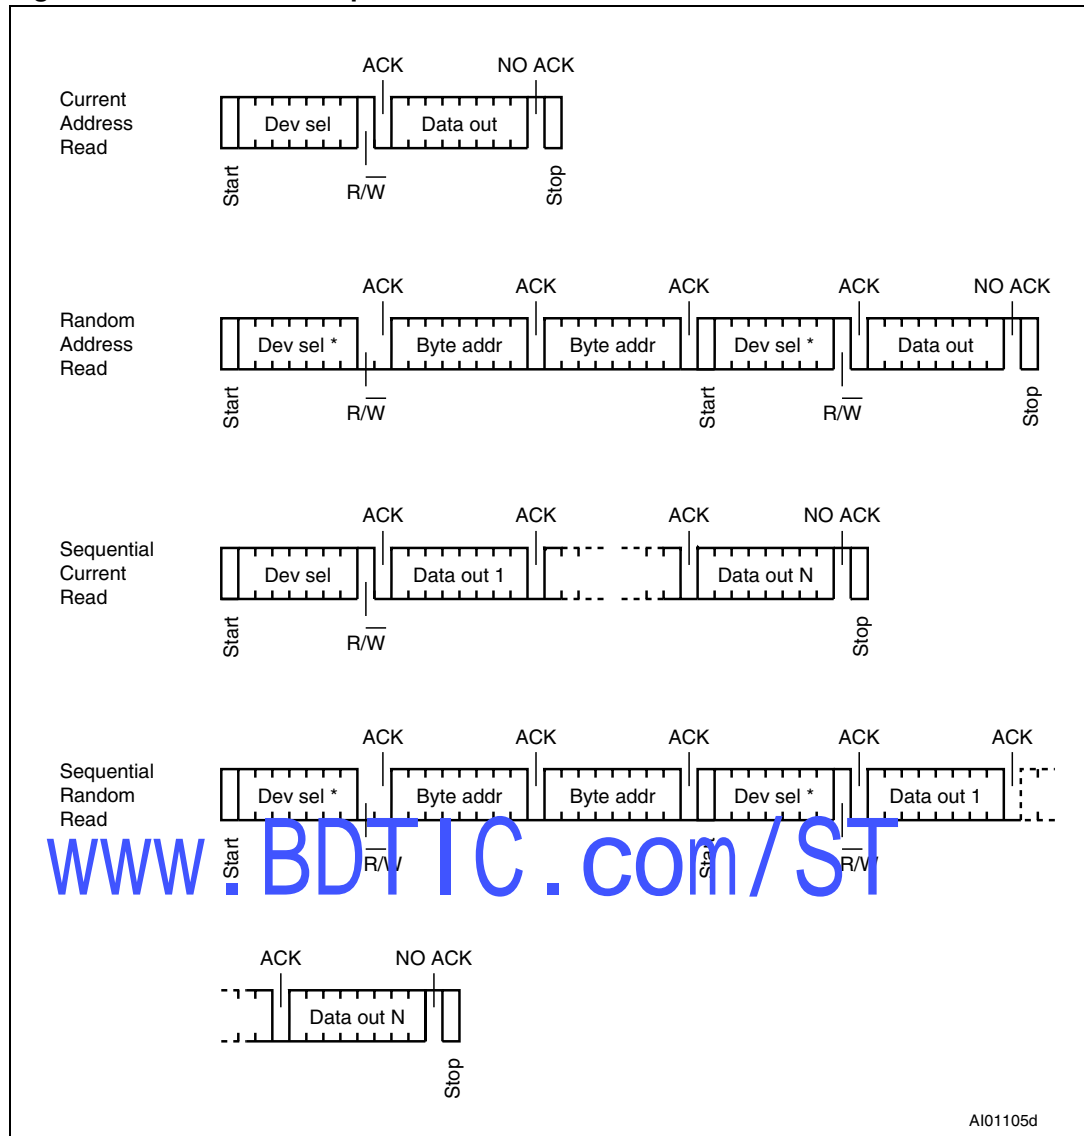 ACK NO ACK
Current
Address
Read
Dev sel Data out
Start R/W Stop
ACK ACK ACK ACK NO ACK
Random
Address
Read
Dev sel * Byte addr Byte addr Dev sel * Data out
Start R/W Start R/W Stop
ACK ACK ACK NO ACK
Sequential
Current
Read
Dev sel Data out 1 Data out N
Start R/W Stop
ACK ACK ACK ACK ACK
Sequential
Random
Read
Dev sel * Byte addr Byte addr Dev sel * Data out 1
Start R/W Start R/W
www.BDTIC.com/ST
ACK NO ACK
Data out N
Stop
AI01105d